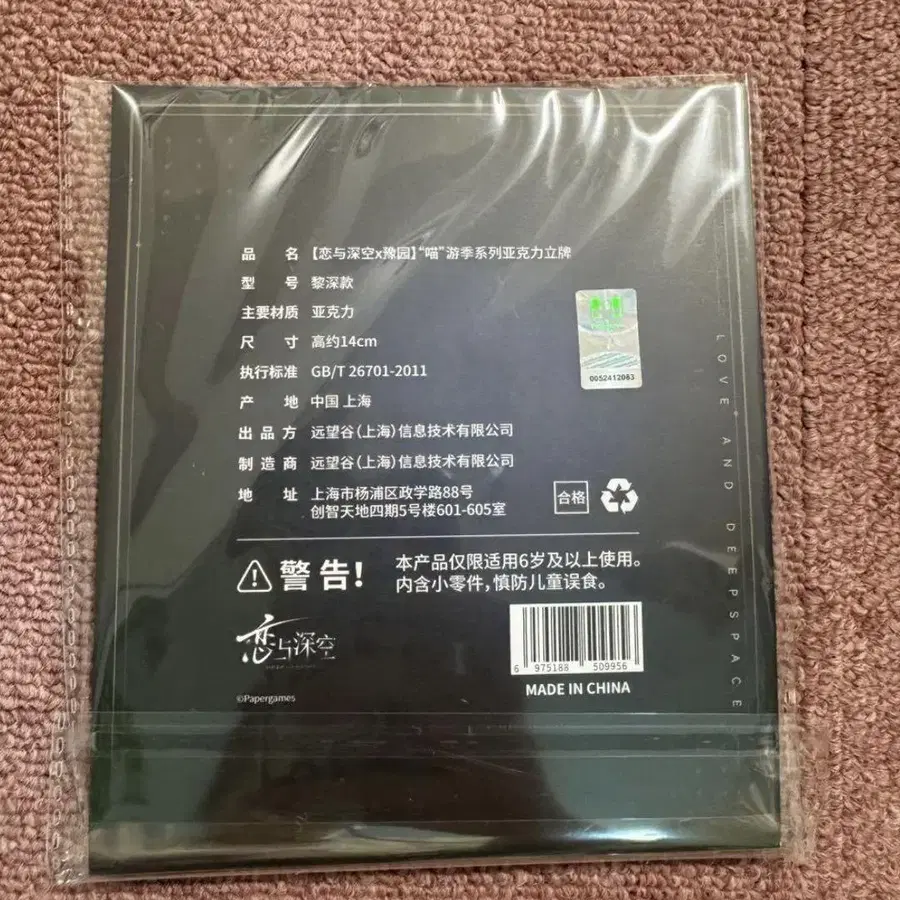 品 名 【恋与深空x豫园】“喵”游季系列亚克力立牌
型 号 黎深款
主要材质 亚克力
尺 寸 高约14cm
执行标准 GB/T 26701-2011
产 地 中国 上海
出 品 方 远望谷(上海)信息技术有限公司
制 造 商 远望谷(上海)信息技术有限公司
地 址 上海市杨浦区政学路88号
创智天地四期5号楼601-605室
0052412083
合格
LOVE AND DEEPSPACE
警告!
本产品仅限适用6岁及以上使用。
内含小零件,慎防儿童误食。
恋与深空
©Papergames
6 975188 509956
MADE IN CHINA